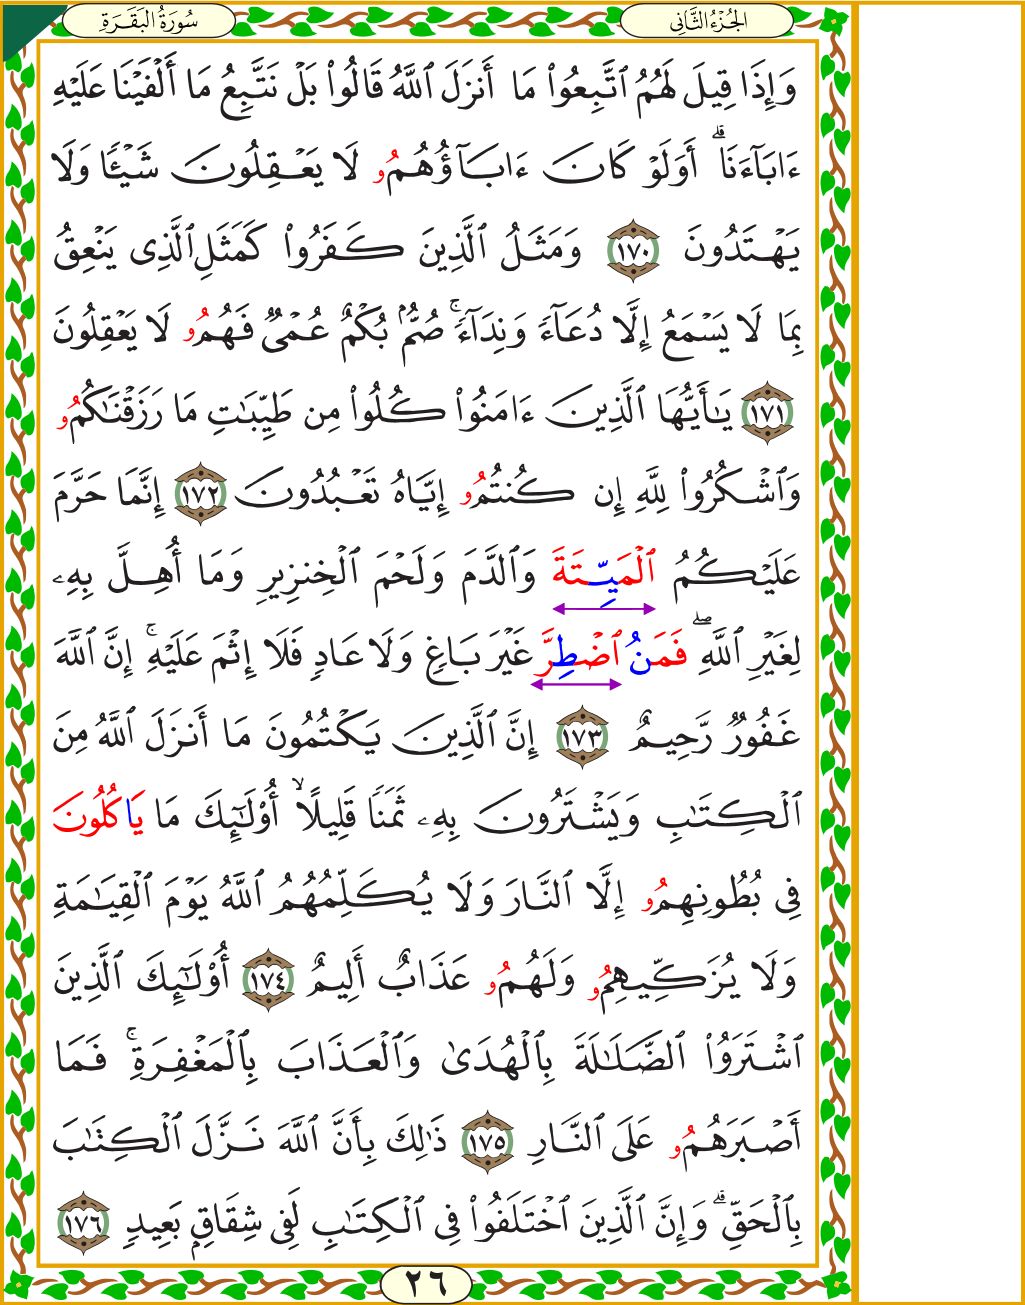 الجُزْءُ الثَّانِى
سُورَةُ البَقَرَةِ
وَإِذَا قِيلَ لَهُمُ ٱتَّبِعُوا۟ مَا أَنزَلَ ٱللَّهُ قَالُوا۟ بَلْ نَتَّبِعُ مَا أَلْفَيْنَا عَلَيْهِ
ءَابَآءَنَاۗ أَوَلَوْ كَانَ ءَابَآؤُهُمُو لَا يَعْقِلُونَ شَيْـًٔا وَلَا
يَهْتَدُونَ ١٧٠ وَمَثَلُ ٱلَّذِينَ كَفَرُوا۟ كَمَثَلِ ٱلَّذِى يَنْعِقُ
بِمَا لَا يَسْمَعُ إِلَّا دُعَآءً وَنِدَآءًۚ صُمٌّۢ بُكْمٌ عُمْىٌ فَهُمُو لَا يَعْقِلُونَ
١٧١ يَـٰٓأَيُّهَا ٱلَّذِينَ ءَامَنُوا۟ كُلُوا۟ مِن طَيِّبَـٰتِ مَا رَزَقْنَـٰكُمُو
وَٱشْكُرُوا۟ لِلَّهِ إِن كُنتُمُو إِيَّاهُ تَعْبُدُونَ ١٧٢ إِنَّمَا حَرَّمَ
عَلَيْكُمُ ٱلْمَيِّتَةَ وَٱلدَّمَ وَلَحْمَ ٱلْخِنزِيرِ وَمَا أُهِلَّ بِهِۦ
لِغَيْرِ ٱللَّهِۖ فَمَنُ ٱضْطِرَّ غَيْرَ بَاغٍ وَلَا عَادٍ فَلَا إِثْمَ عَلَيْهِۚ إِنَّ ٱللَّهَ
غَفُورٌ رَّحِيمٌ ١٧٣ إِنَّ ٱلَّذِينَ يَكْتُمُونَ مَا أَنزَلَ ٱللَّهُ مِنَ
ٱلْكِتَـٰبِ وَيَشْتَرُونَ بِهِۦ ثَمَنًا قَلِيلًاۙ أُو۟لَـٰٓئِكَ مَا يَاكُلُونَ
فِى بُطُونِهِمُو إِلَّا ٱلنَّارَ وَلَا يُكَلِّمُهُمُ ٱللَّهُ يَوْمَ ٱلْقِيَـٰمَةِ
وَلَا يُزَكِّيهِمُو وَلَهُمُو عَذَابٌ أَلِيمٌ ١٧٤ أُو۟لَـٰٓئِكَ ٱلَّذِينَ
ٱشْتَرَوُا۟ ٱلضَّلَـٰلَةَ بِٱلْهُدَىٰ وَٱلْعَذَابَ بِٱلْمَغْفِرَةِۚ فَمَا
أَصْبَرَهُمُو عَلَى ٱلنَّارِ ١٧٥ ذَٰلِكَ بِأَنَّ ٱللَّهَ نَزَّلَ ٱلْكِتَـٰبَ
بِٱلْحَقِّۗ وَإِنَّ ٱلَّذِينَ ٱخْتَلَفُوا۟ فِى ٱلْكِتَـٰبِ لَفِى شِقَاقٍۭ بَعِيدٍ ١٧٦
٢٦